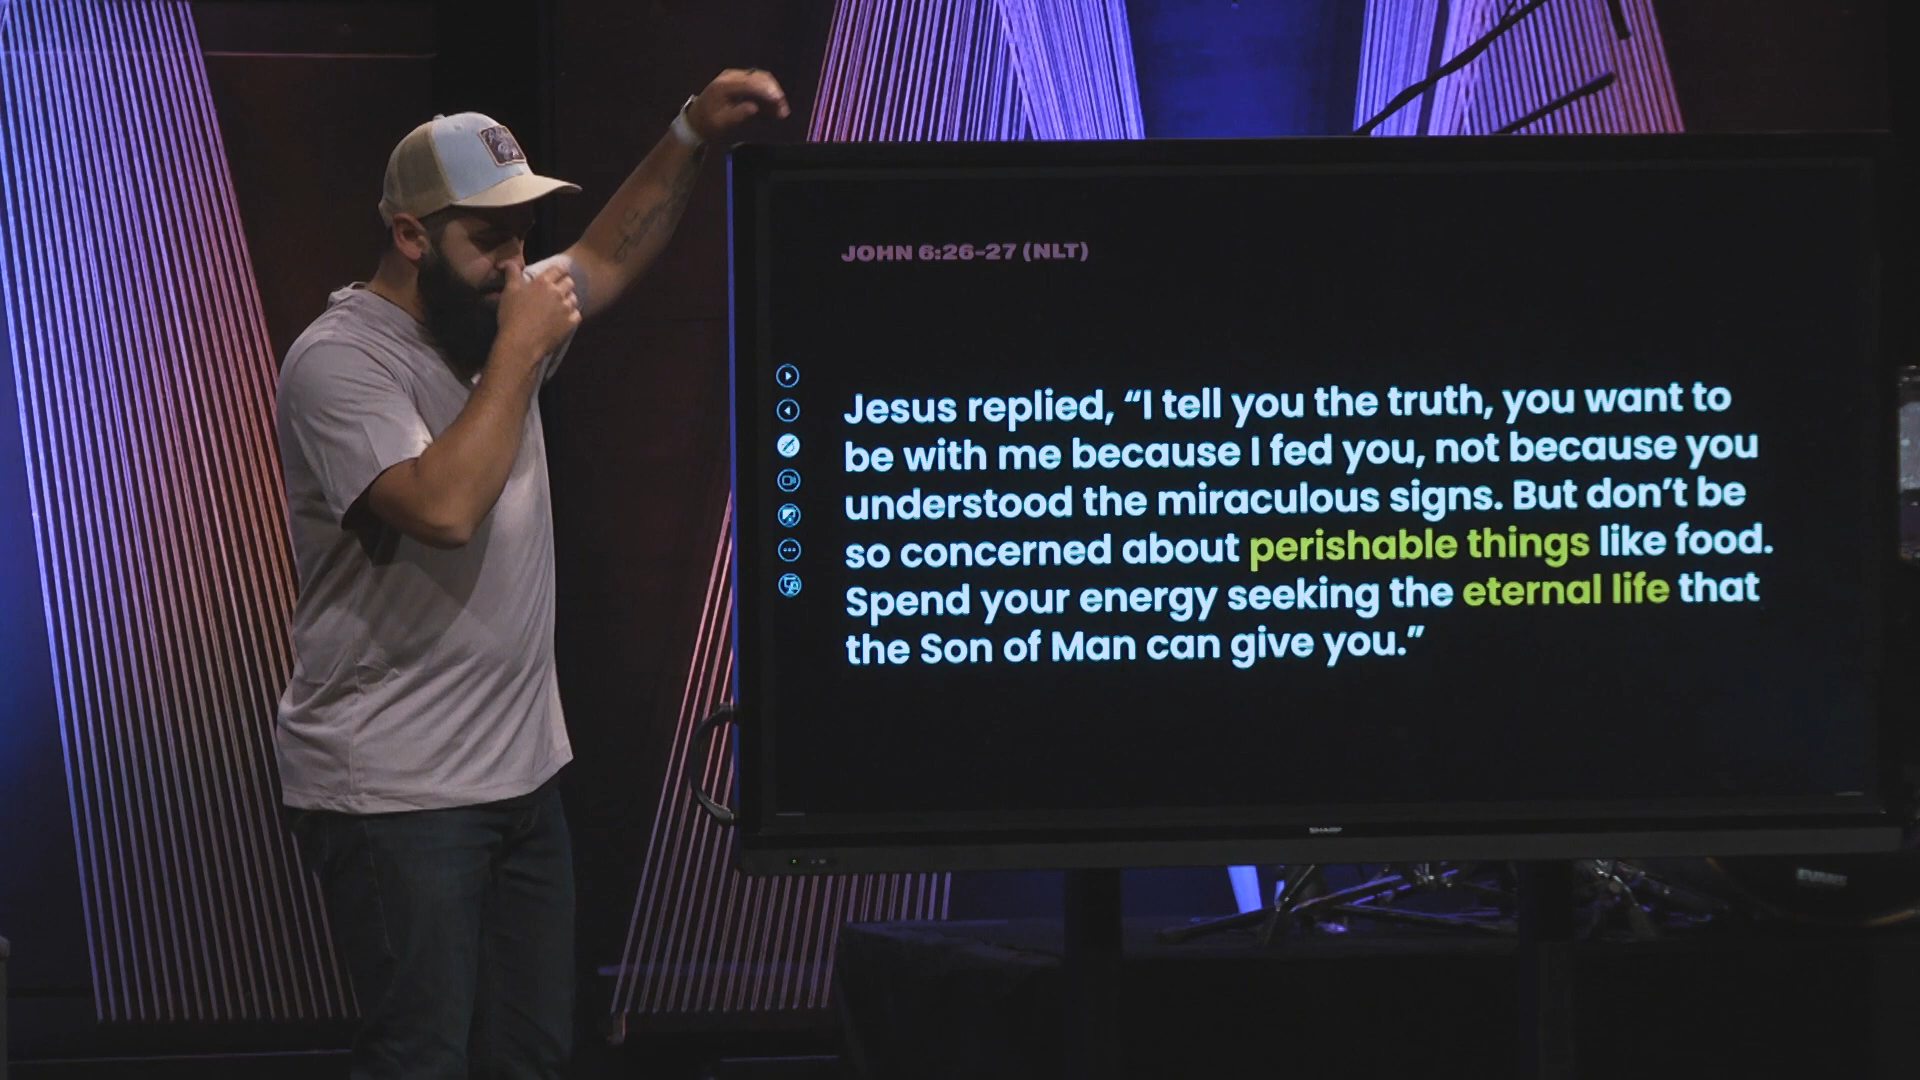 JOHN 6:26-27 (NLT)
Jesus replied, “I tell you the truth, you want to
be with me because I fed you, not because you
understood the miraculous signs. But don’t be
so concerned about perishable things like food.
Spend your energy seeking the eternal life that
the Son of Man can give you.”
SHARP
EVANS